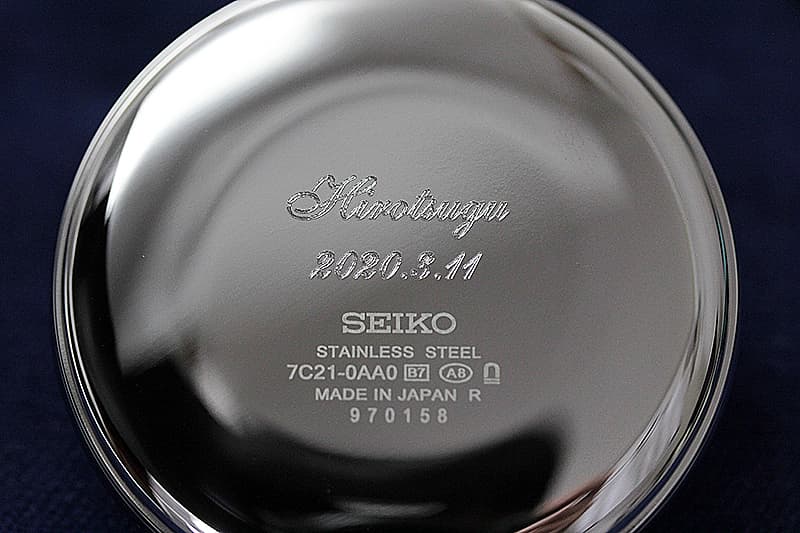 Hirotsugu
2020.3.11
SEIKO
STAINLESS STEEL
7C21-0AA0 B7 A8
MADE IN JAPAN R
970158